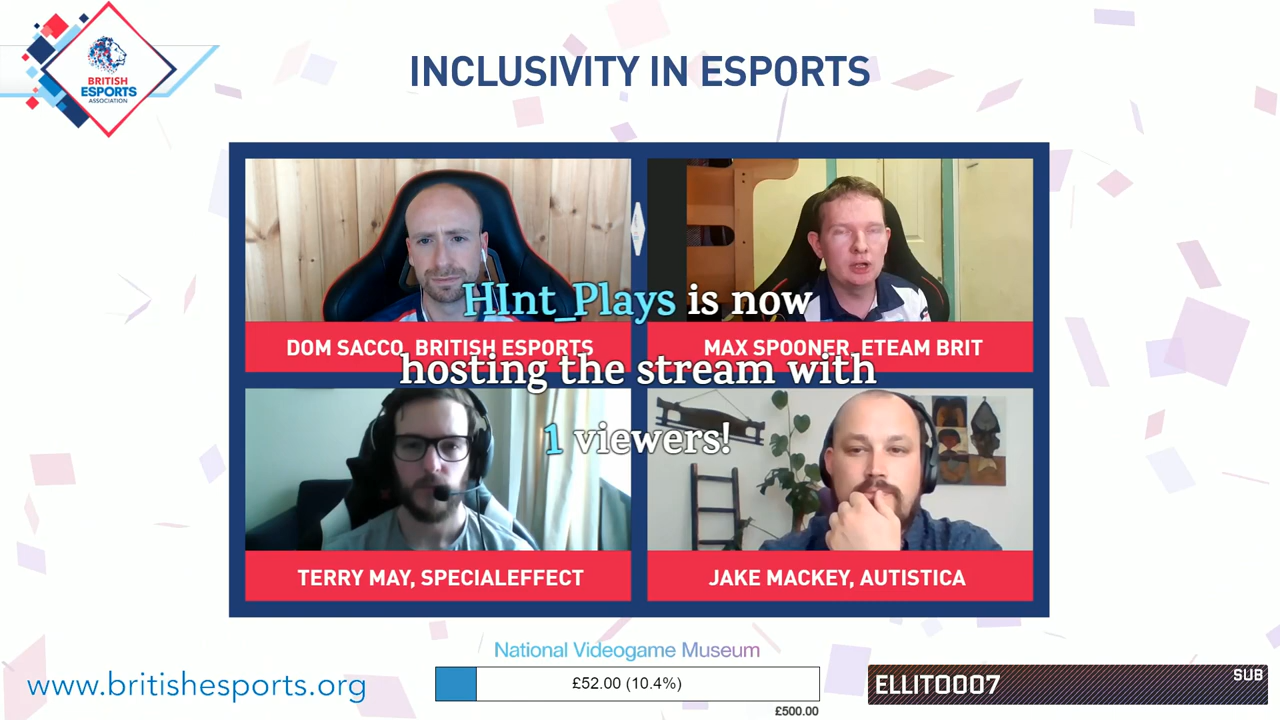 BRITISH
ESPORTS
ASSOCIATION
INCLUSIVITY IN ESPORTS
HInt_Plays is now
DOM SACCO, BRITISH ESPORTS
MAX SPOONER, ETEAM BRIT
hosting the stream with
1 viewers!
TERRY MAY, SPECIALEFFECT
JAKE MACKEY, AUTISTICA
National Videogame Museum
www.britishesports.org
£52.00 (10.4%)
£500.00
ELLITOOO7
SUB